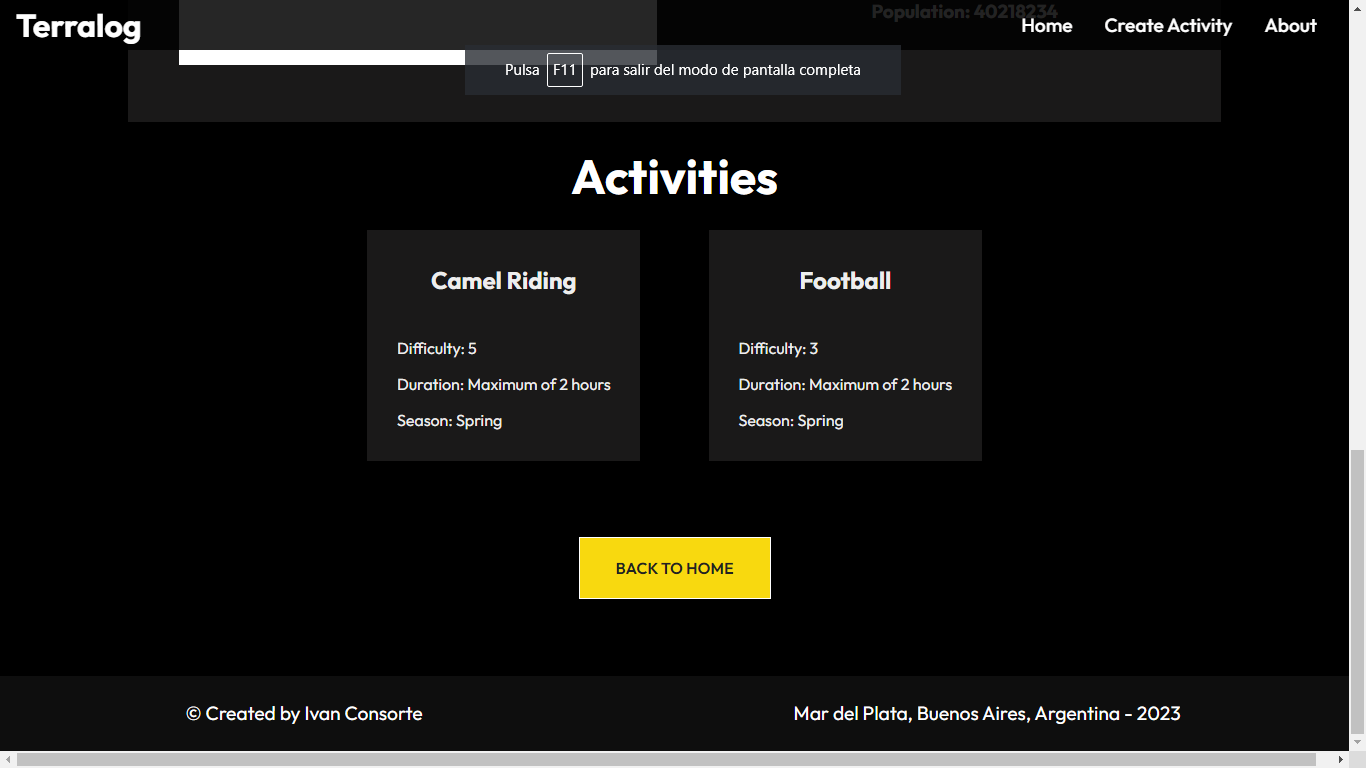 Terralog
Population: 40218234
Home Create Activity About
Pulsa F11 para salir del modo de pantalla completa
Activities
Camel Riding
Difficulty: 5
Duration: Maximum of 2 hours
Season: Spring
Football
Difficulty: 3
Duration: Maximum of 2 hours
Season: Spring
BACK TO HOME
© Created by Ivan Consorte
Mar del Plata, Buenos Aires, Argentina - 2023